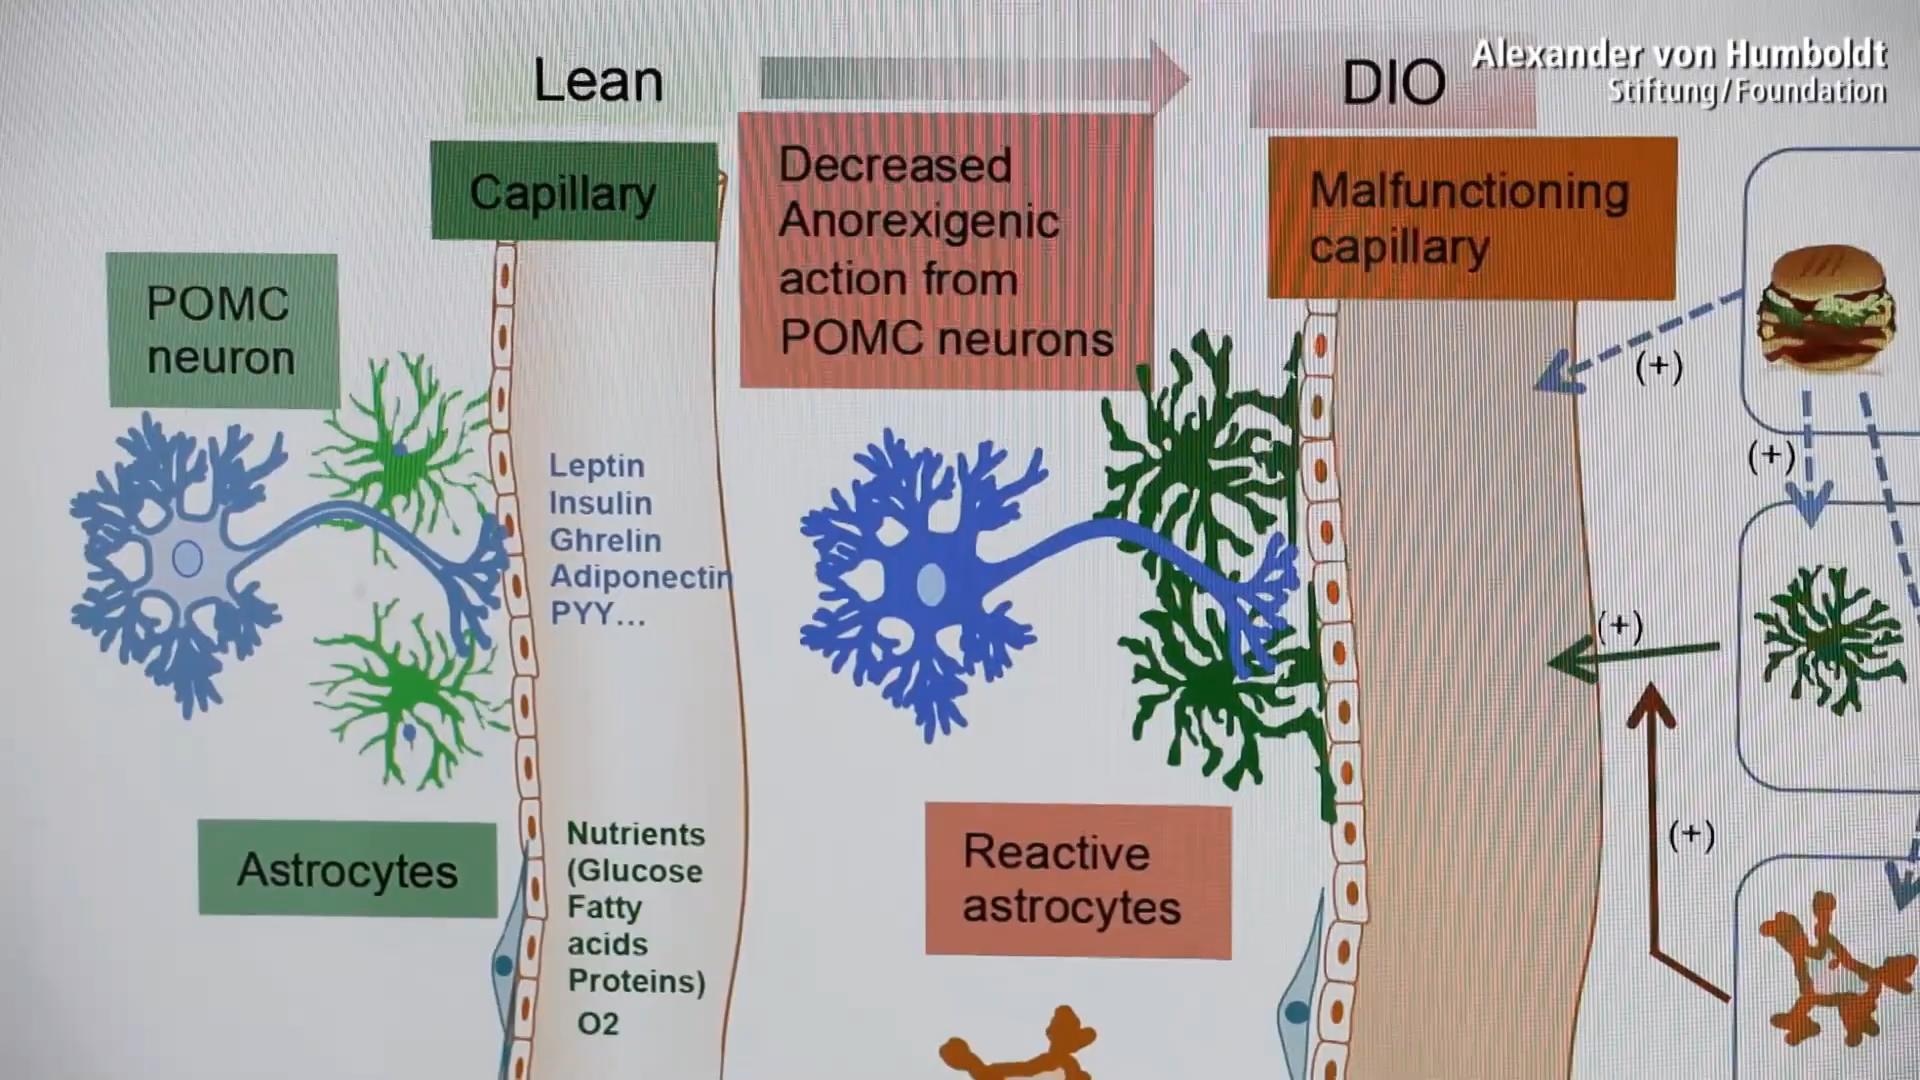 Alexander von Humboldt
Stiftung/Foundation
Lean
DIO
Capillary
Decreased
Anorexigenic
action from
POMC neurons
Malfunctioning
capillary
POMC
neuron
(+)
(+)
Leptin
Insulin
Ghrelin
Adiponectin
PYY...
(+)
Astrocytes
Nutrients
(Glucose
Fatty
acids
Proteins)
O2
Reactive
astrocytes
(+)